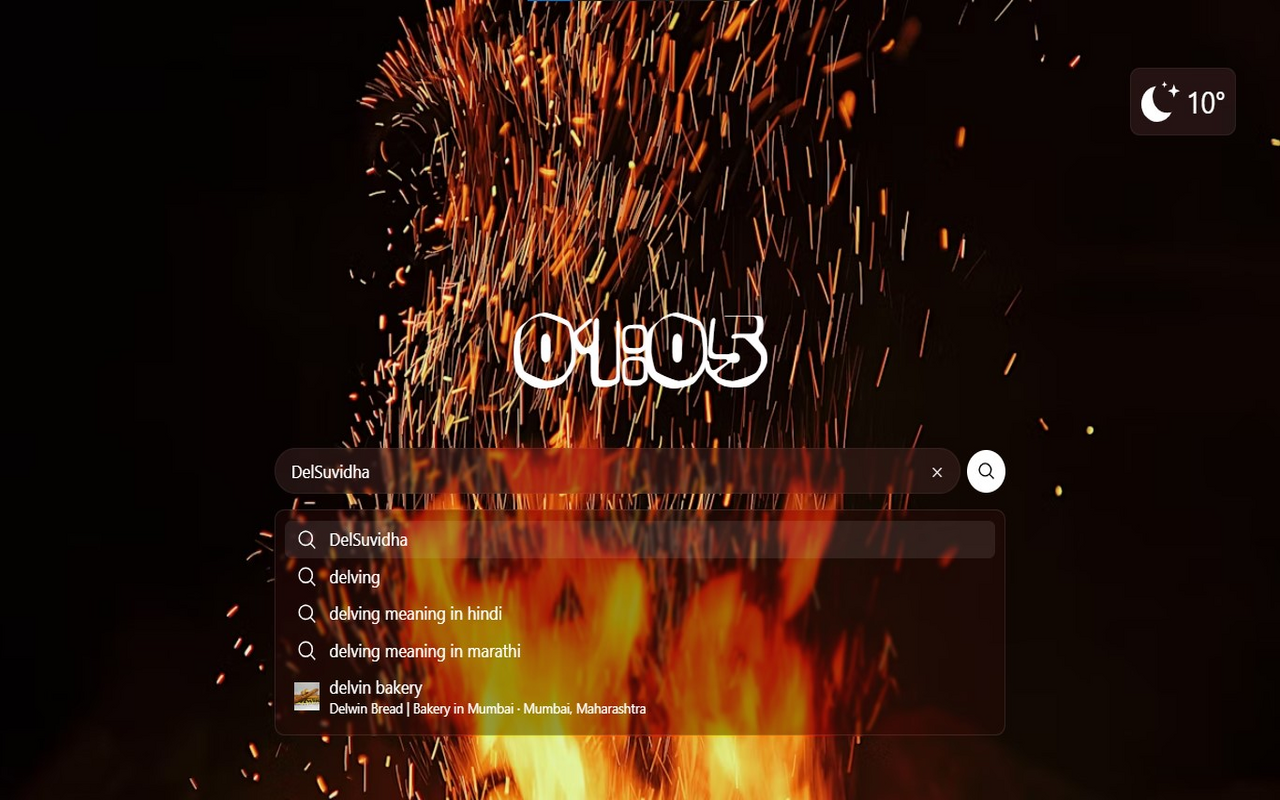 10°
01:05
DelSuvidha
DelSuvidha
delving
delving meaning in hindi
delving meaning in marathi
delvin bakery
Delwin Bread | Bakery in Mumbai · Mumbai, Maharashtra